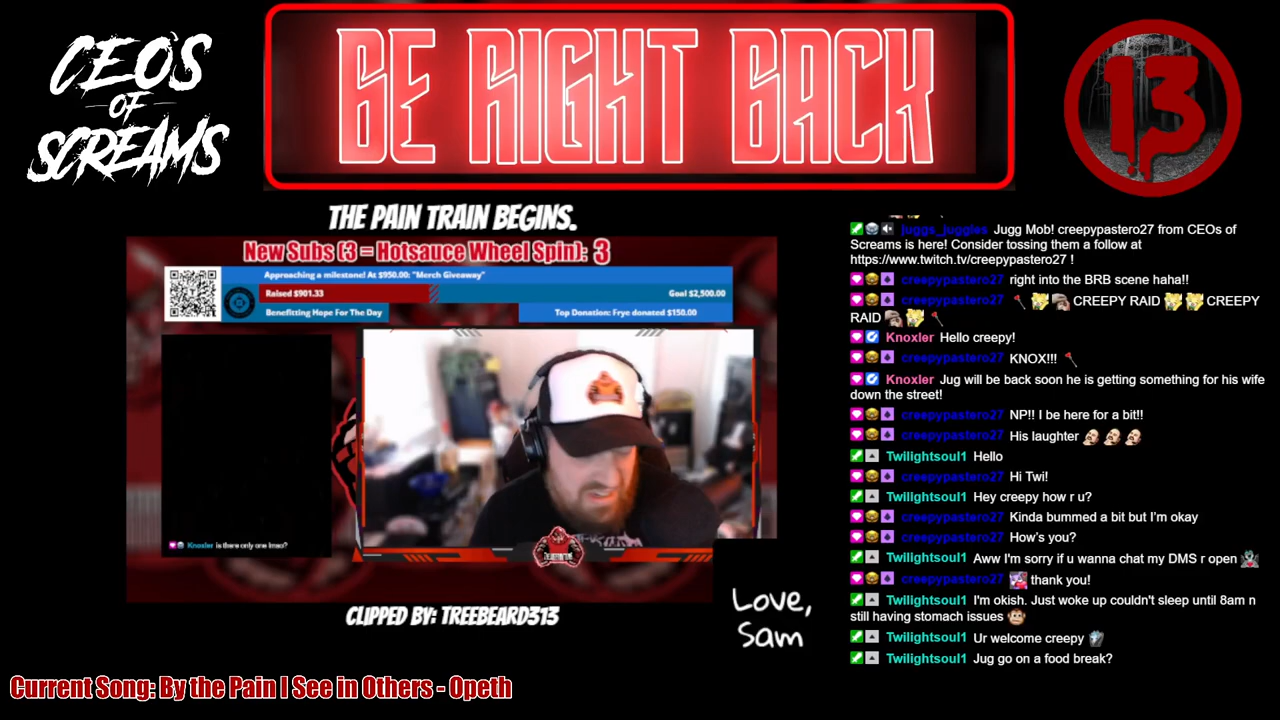 CEO'S
OF
SCREAMS
BE RIGHT BACK
13
THE PAIN TRAIN BEGINS.
New Subs (3 = Hotsauce Wheel Spin): 3
Approaching a milestone! At $950.00: "Merch Giveaway"
Raised $901.33
Goal $2,500.00
Benefitting Hope For The Day
Top Donation: Frye donated $150.00
Knoxler is there only one lmao?
CLIPPED BY: TREEBEARD313
Love,
Sam
juggs_juggles Jugg Mob! creepypastero27 from CEOs of
Screams is here! Consider tossing them a follow at
https://www.twitch.tv/creepypastero27 !
creepypastero27 right into the BRB scene haha!!
creepypastero27 CREEPY RAID CREEPY
RAID
Knoxler Hello creepy!
creepypastero27 KNOX!!!
Knoxler Jug will be back soon he is getting something for his wife
down the street!
creepypastero27 NP!! I be here for a bit!!
creepypastero27 His laughter
Twilightsoul1 Hello
creepypastero27 Hi Twi!
Twilightsoul1 Hey creepy how r u?
creepypastero27 Kinda bummed a bit but I'm okay
creepypastero27 How's you?
Twilightsoul1 Aww I'm sorry if u wanna chat my DMS r open
creepypastero27 thank you!
Twilightsoul1 I'm okish. Just woke up couldn't sleep until 8am n
still having stomach issues
Twilightsoul1 Ur welcome creepy
Twilightsoul1 Jug go on a food break?
Current Song: By the Pain I See in Others - Opeth